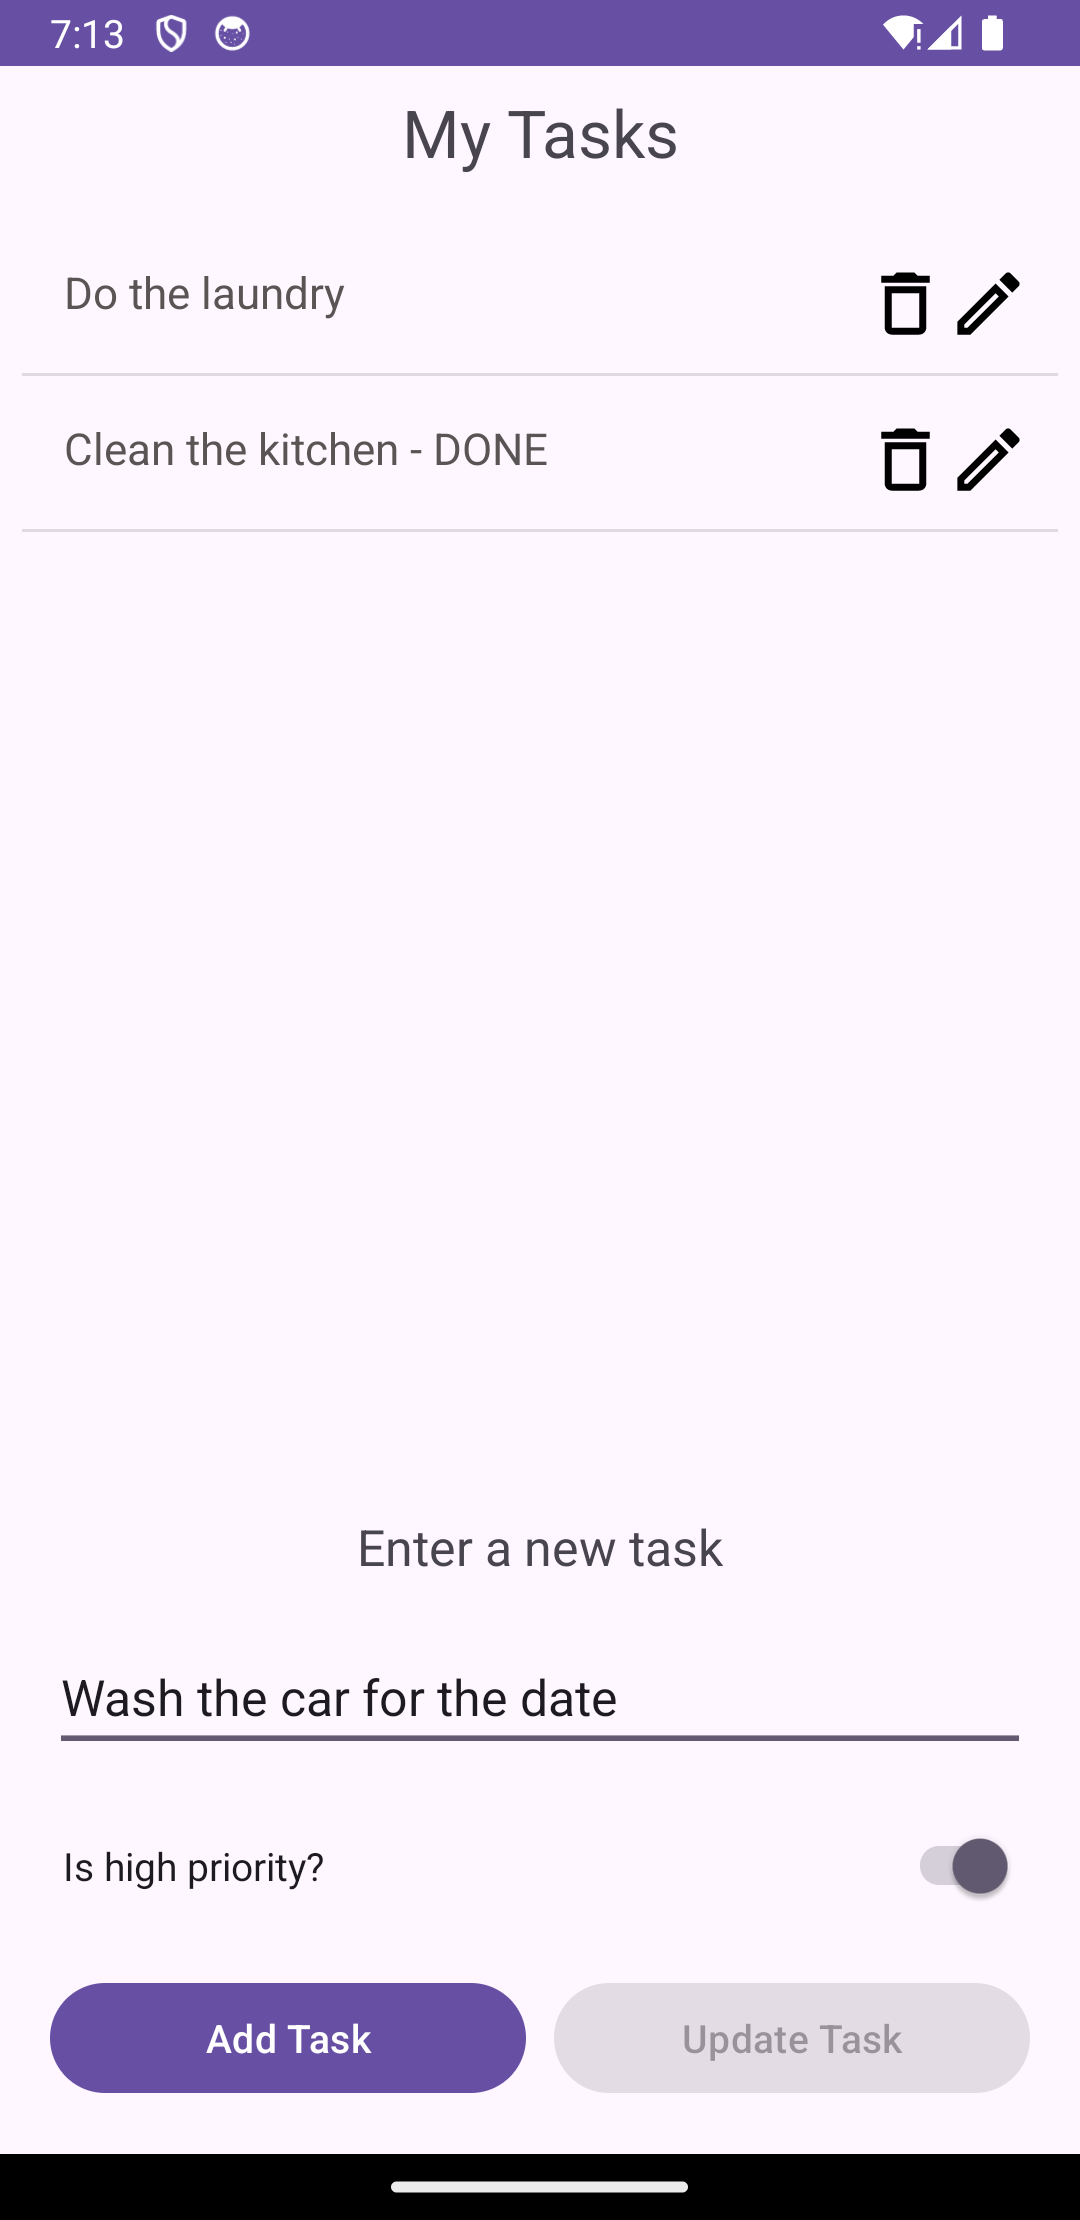 7:13
My Tasks
Do the laundry
Clean the kitchen - DONE
Enter a new task
Wash the car for the date
Is high priority?
Add Task
Update Task